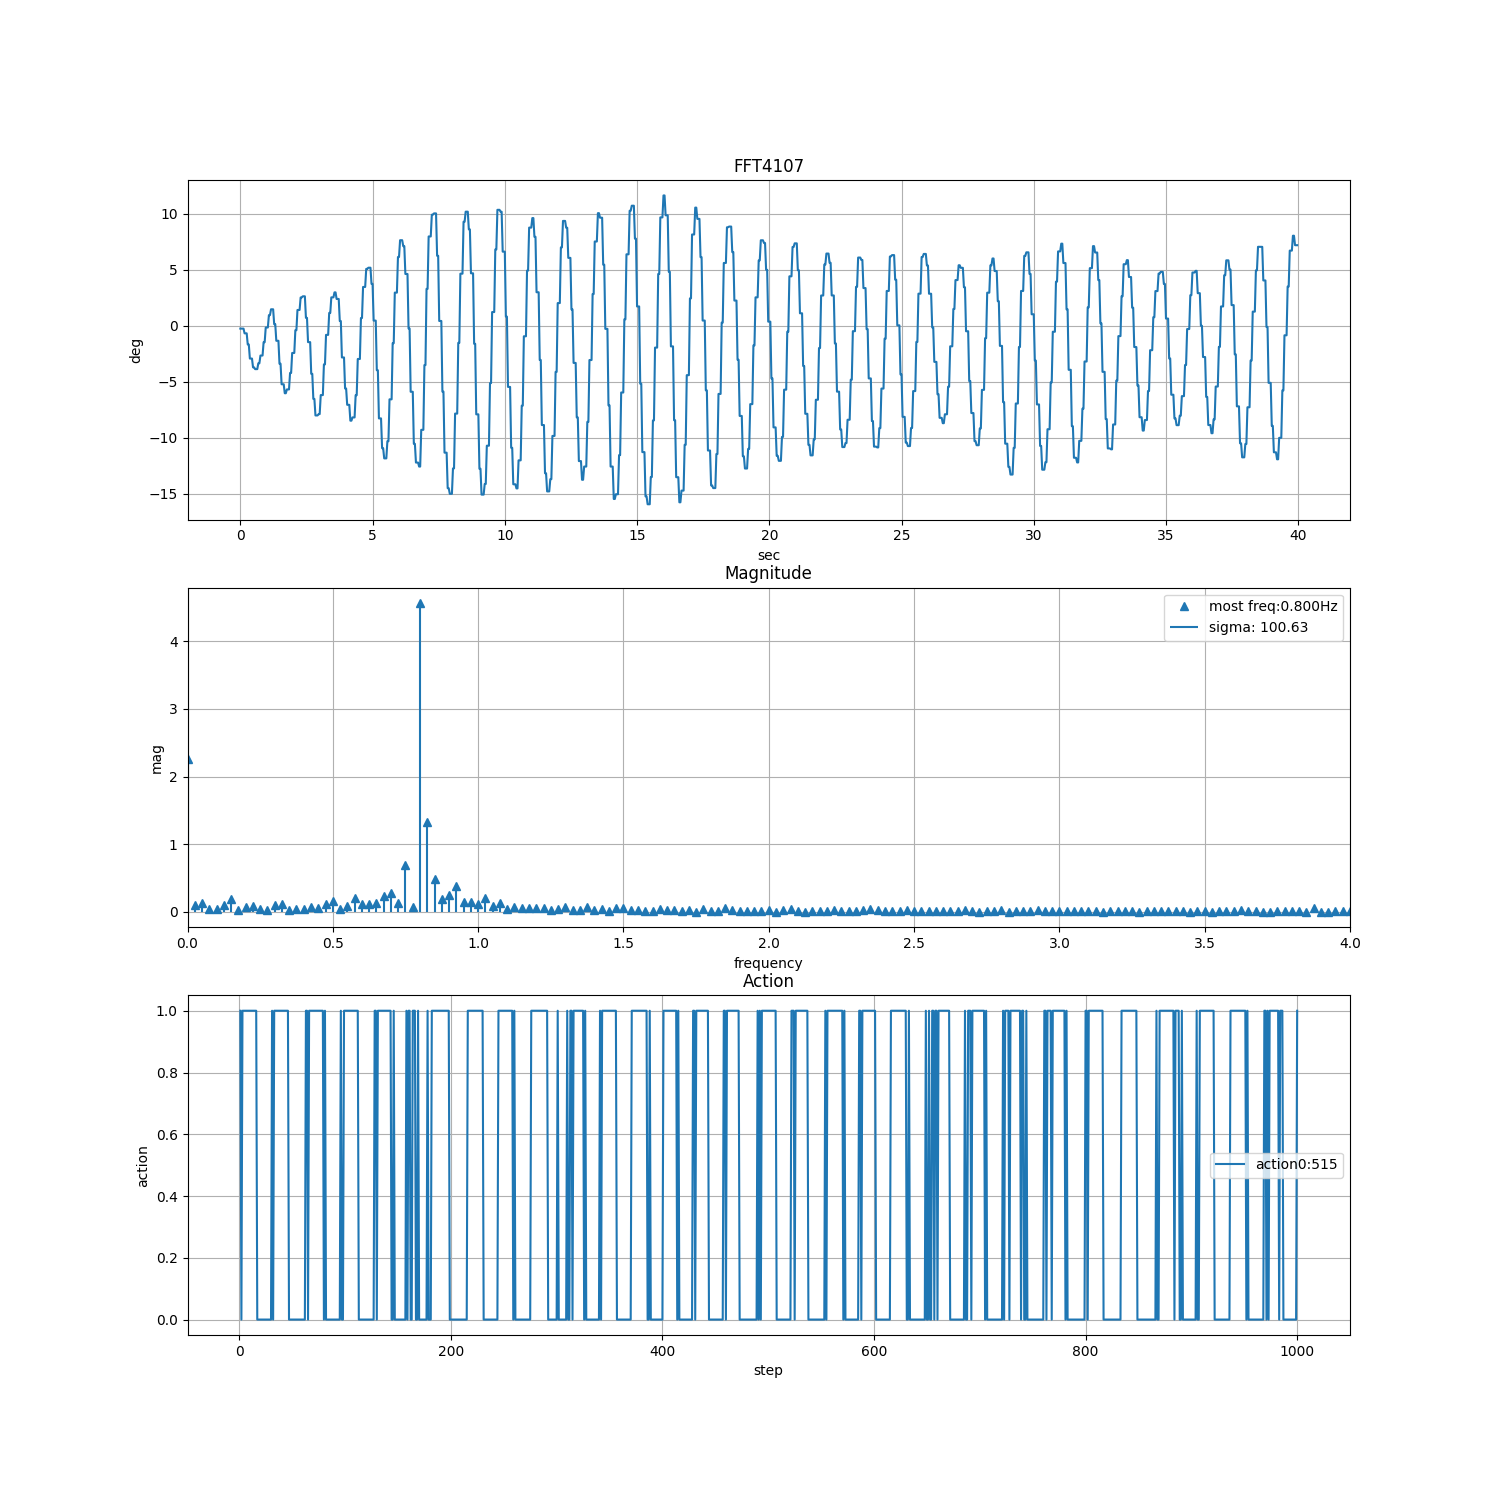 FFT4107
10
5
0
−5
−10
−15
deg
0 5 10 15 20 25 30 35 40
sec
Magnitude
most freq:0.800Hz
sigma: 100.63
4
3
2
1
0
mag
0.0 0.5 1.0 1.5 2.0 2.5 3.0 3.5 4.0
frequency
Action
1.0
0.8
0.6
0.4
0.2
0.0
action
action0:515
0 200 400 600 800 1000
step